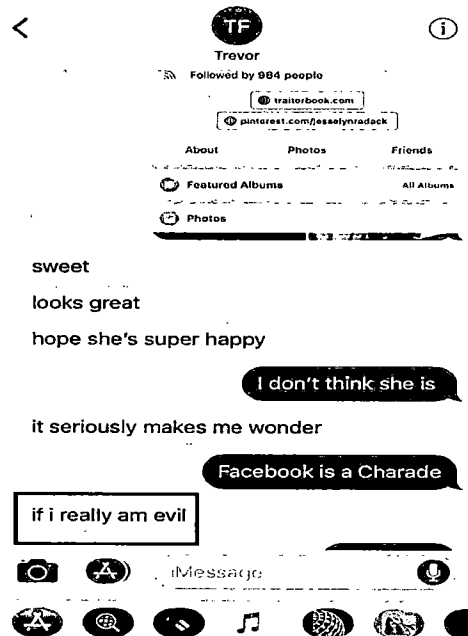 TF
Trevor
Followed by 984 people
traitorbook.com
pinterest.com/jesselynradack
About Photos Friends
Featured Albums All Albums
Photos
sweet
looks great
hope she's super happy
I don't think she is
it seriously makes me wonder
Facebook is a Charade
if i really am evil
iMessage